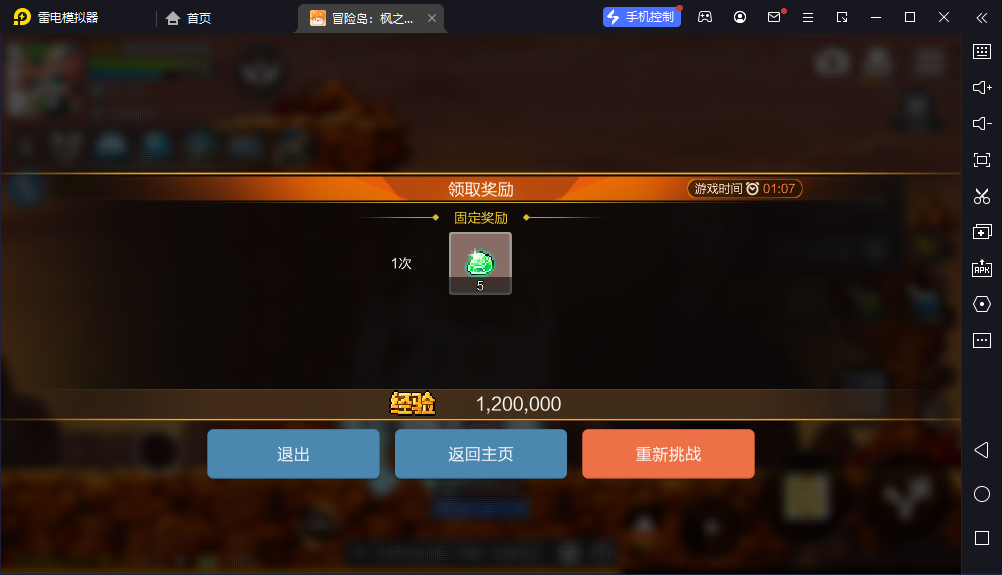 雷电模拟器
首页
冒险岛：枫之...
手机控制
领取奖励
游戏时间 01:07
固定奖励
1次
5
经验
1,200,000
退出
返回主页
重新挑战
APK